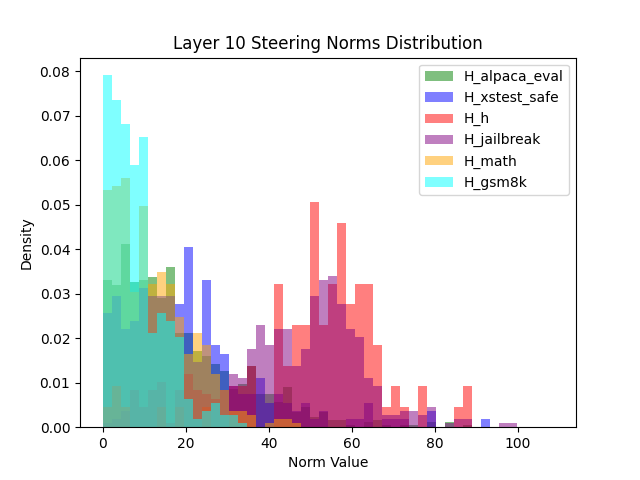 Layer 10 Steering Norms Distribution
H_alpaca_eval
H_xstest_safe
H_h
H_jailbreak
H_math
H_gsm8k
Density
0.08
0.07
0.06
0.05
0.04
0.03
0.02
0.01
0.00
0 20 40 60 80 100
Norm Value